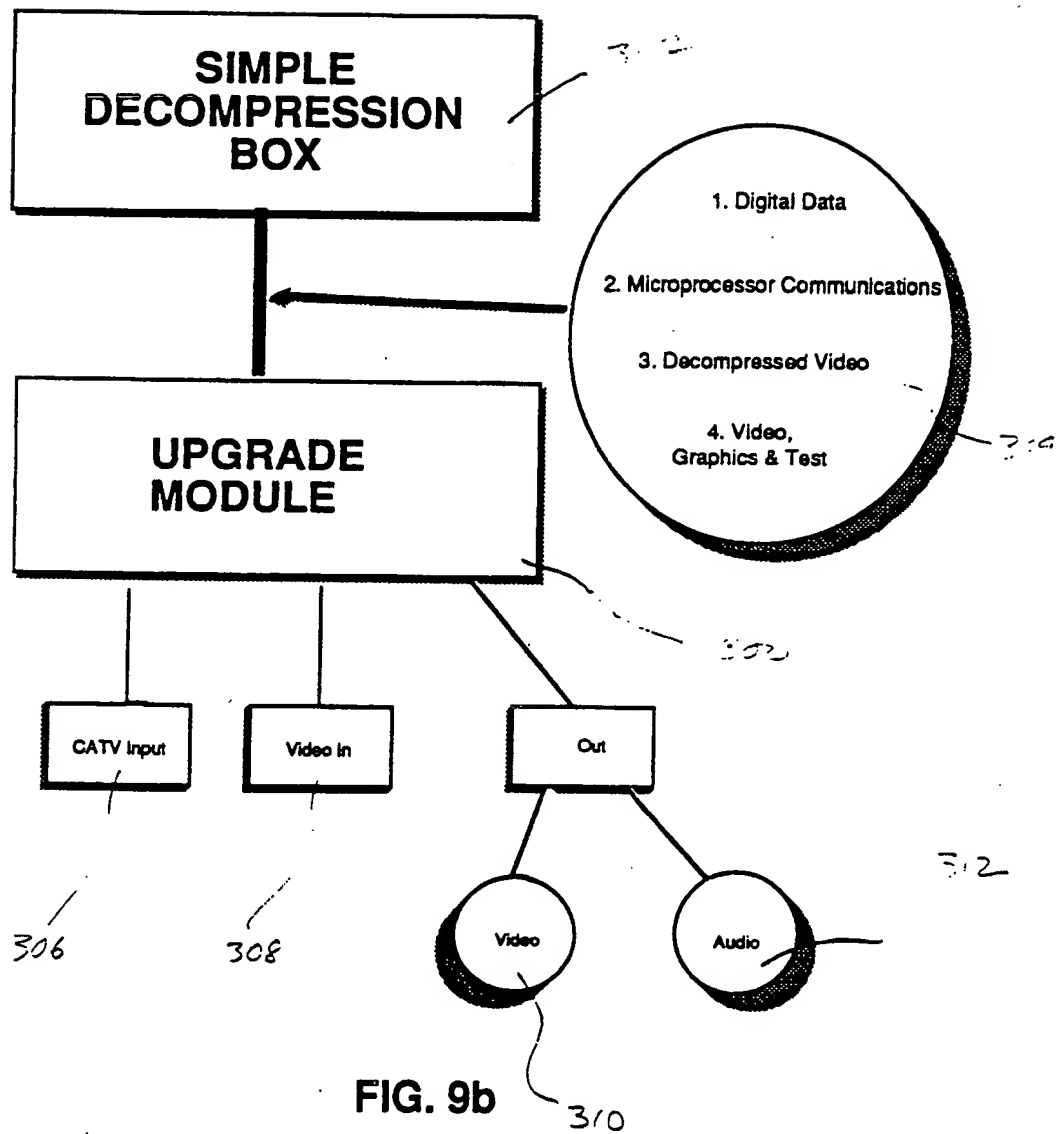 SIMPLE
DECOMPRESSION
BOX
1. Digital Data
2. Microprocessor Communications
3. Decompressed Video
4. Video,
Graphics & Test
UPGRADE
MODULE
CATV Input
Video In
Out
312
306
308
Video
Audio
FIG. 9b
310